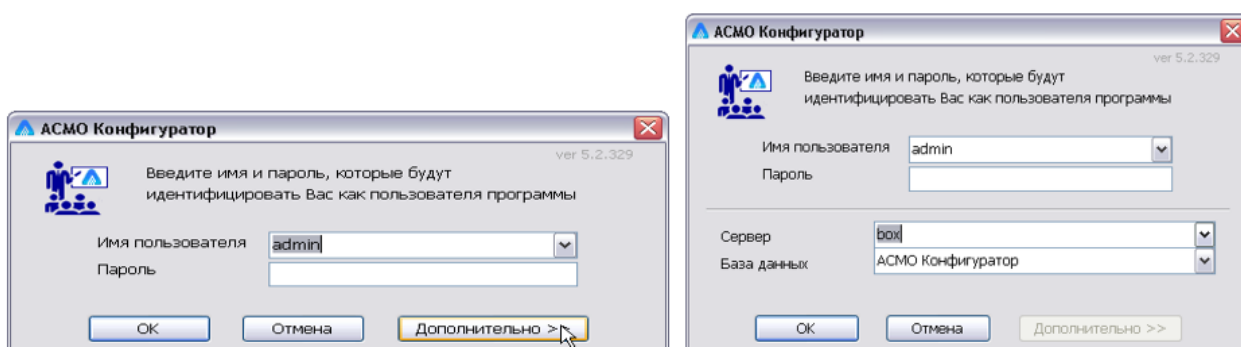 АСМО Конфигуратор
ver 5.2.329
Введите имя и пароль, которые будут
идентифицировать Вас как пользователя программы
Имя пользователя admin
Пароль
ОК Отмена Дополнительно >>
АСМО Конфигуратор
ver 5.2.329
Введите имя и пароль, которые будут
идентифицировать Вас как пользователя программы
Имя пользователя admin
Пароль
Сервер box
База данных АСМО Конфигуратор
ОК Отмена Дополнительно >>